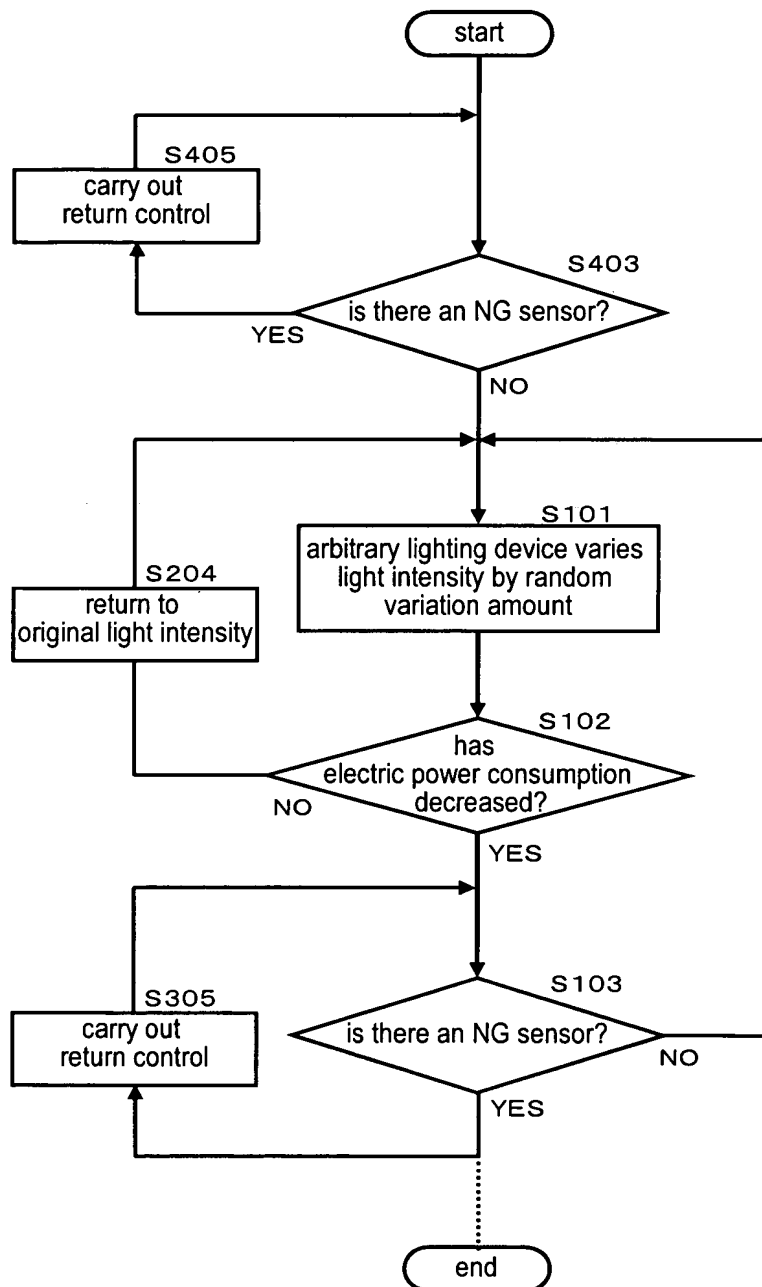 start
S405
carry out
return control
S403
is there an NG sensor?
YES
NO
S101
arbitrary lighting device varies
light intensity by random
variation amount
S204
return to
original light intensity
S102
has
electric power consumption
decreased?
NO
YES
S103
is there an NG sensor?
S305
carry out
return control
NO
YES
end